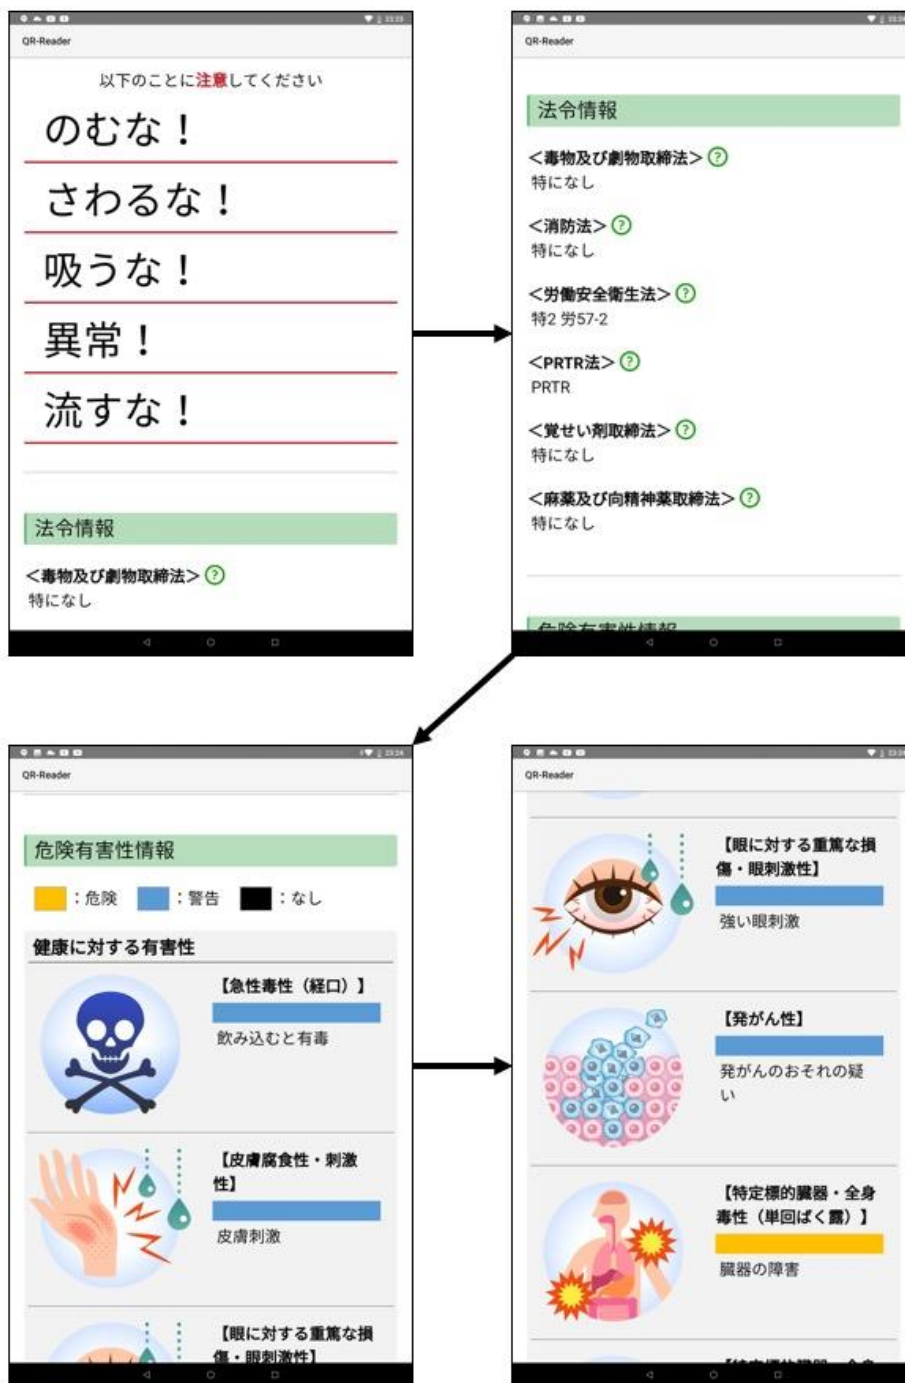 23:23
QR-Reader
以下のことに注意してください
のむな！
さわるな！
吸うな！
異常！
流すな！
法令情報
＜毒物及び劇物取締法＞?
特になし
QR-Reader
法令情報
＜毒物及び劇物取締法＞?
特になし
＜消防法＞?
特になし
＜労働安全衛生法＞?
特2 労57-2
＜PRTR法＞?
PRTR
＜覚せい剤取締法＞?
特になし
＜麻薬及び向精神薬取締法＞?
特になし
危険有害性情報
23:24
QR-Reader
危険有害性情報
：危険 ：警告 ：なし
健康に対する有害性
【急性毒性（経口）】
飲み込むと有毒
【皮膚腐食性・刺激
性】
皮膚刺激
【眼に対する重篤な損
傷・眼刺激性】
QR-Reader
【眼に対する重篤な損
傷・眼刺激性】
強い眼刺激
【発がん性】
発がんのおそれの疑
い
【特定標的臓器・全身
毒性（単回ばく露）】
臓器の障害